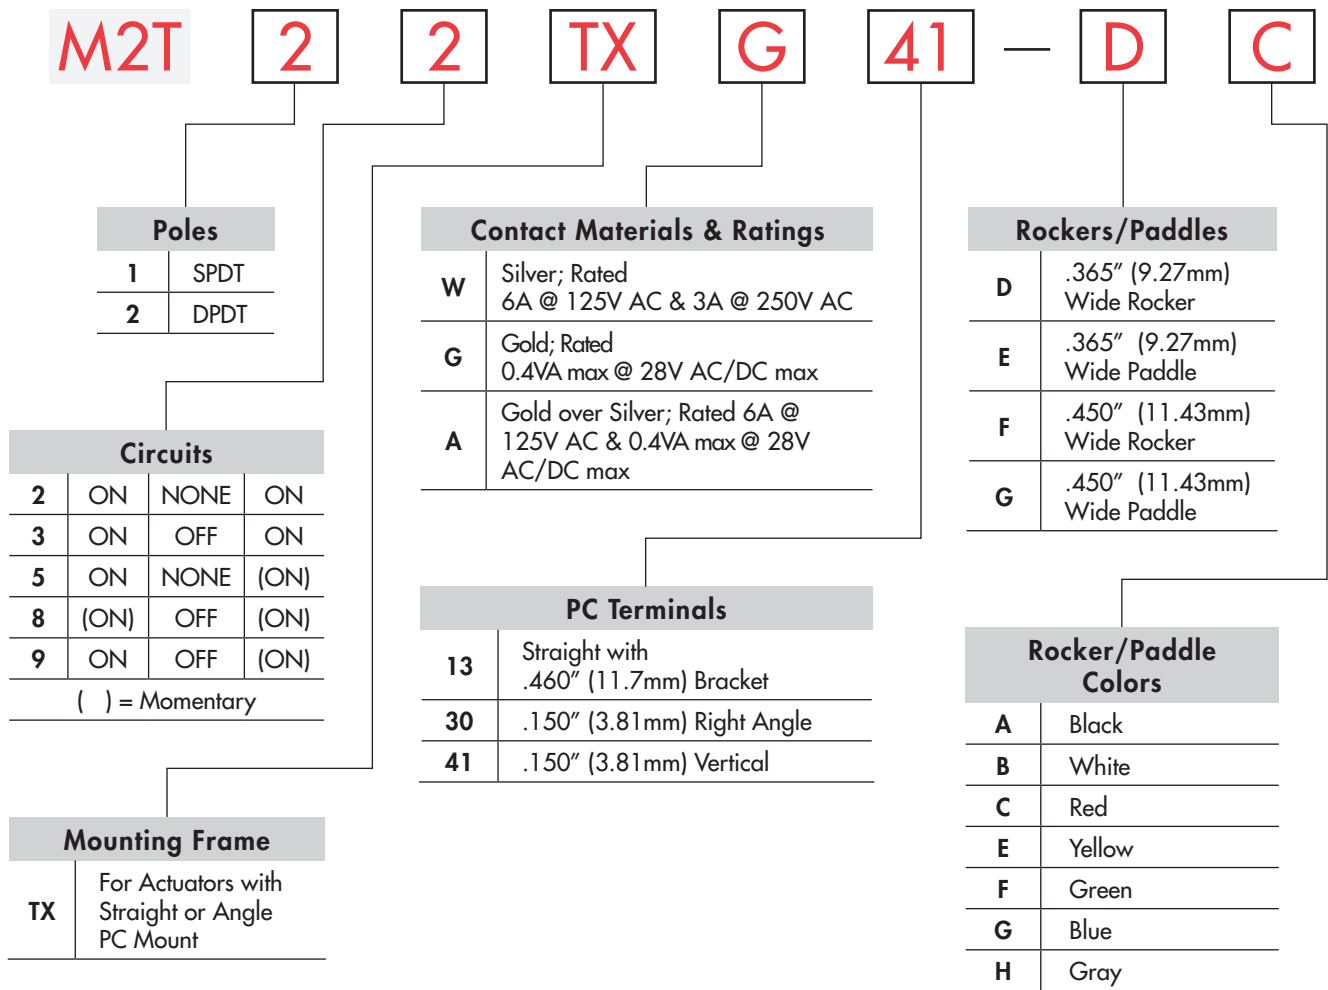 M2T 2 2 TX G 41 — D C
Poles
1 SPDT
2 DPDT
Circuits
2 ON NONE ON
3 ON OFF ON
5 ON NONE (ON)
8 (ON) OFF (ON)
9 ON OFF (ON)
( ) = Momentary
Mounting Frame
TX
For Actuators with
Straight or Angle
PC Mount
Contact Materials & Ratings
W
Silver; Rated
6A @ 125V AC & 3A @ 250V AC
G
Gold; Rated
0.4VA max @ 28V AC/DC max
A
Gold over Silver; Rated 6A @
125V AC & 0.4VA max @ 28V
AC/DC max
PC Terminals
13
Straight with
.460” (11.7mm) Bracket
30 .150” (3.81mm) Right Angle
41 .150” (3.81mm) Vertical
Rockers/Paddles
D
.365” (9.27mm)
Wide Rocker
E
.365” (9.27mm)
Wide Paddle
F
.450” (11.43mm)
Wide Rocker
G
.450” (11.43mm)
Wide Paddle
Rocker/Paddle
Colors
A Black
B White
C Red
E Yellow
F Green
G Blue
H Gray